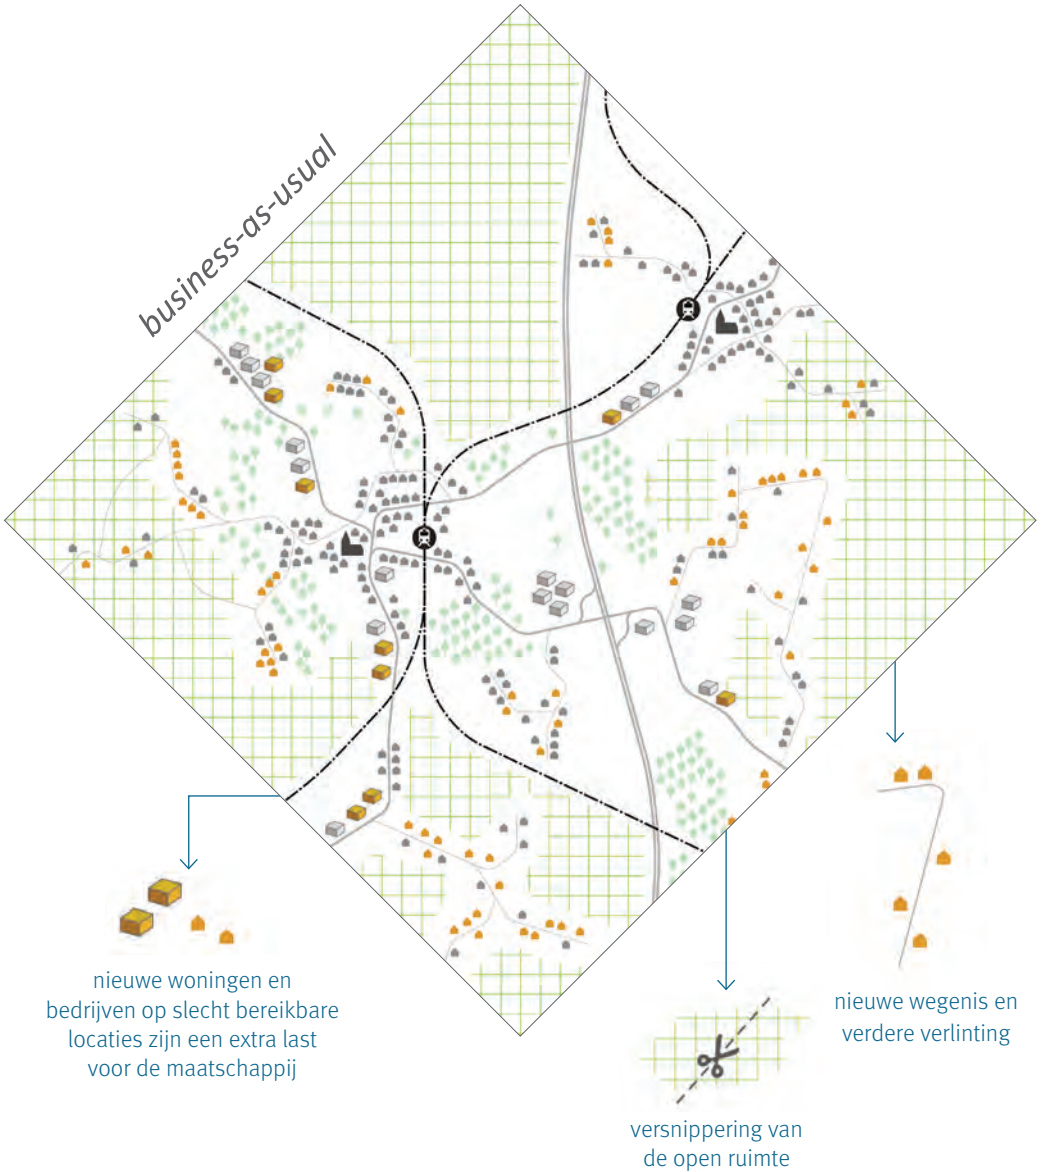 business-as-usual
nieuwe woningen en
bedrijven op slecht bereikbare
locaties zijn een extra last
voor de maatschappij
versnippering van
de open ruimte
nieuwe wegenis en
verdere verlinting